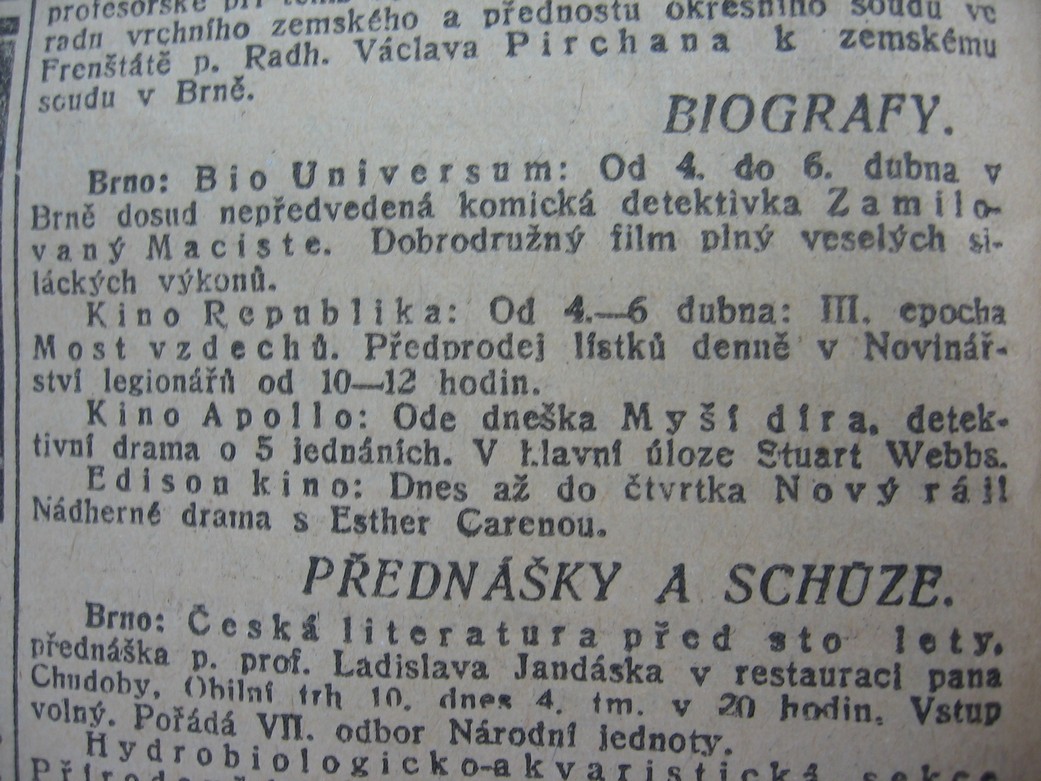 profesorské při
radu vrchního zemského a přednostu okresního soudu ve
Frenštátě p. Radh. Václava Pirchana k zemskému
soudu v Brně.
BIOGRAFY.
Brno: Bio Universum: Od 4. do 6. dubna v
Brně dosud nepředvedená komická detektivka Zamilo-
vaný Maciste. Dobrodružný film plný veselých si-
láckých výkonů.
Kino Republika: Od 4.—6 dubna: III. epocha
Most vzdechů. Předprodej lístků denně v Novinář-
ství legionářů od 10—12 hodin.
Kino Apollo: Ode dneška Myší díra, detek-
tivní drama o 5 jednáních. V hlavní úloze Stuart Webbs.
Edison kino: Dnes až do čtvrtka Nový ráj!
Nádherné drama s Esther Carenou.
PŘEDNÁŠKY A SCHŮZE.
Brno: Česká literatura před sto lety,
přednáška p. prof. Ladislava Jandáska v restauraci pana
Chudoby, Obilní trh 10, dnes 4. tm. v 20 hodin. Vstup
volný. Pořádá VII. odbor Národní jednoty.
Hydrobiologicko-akvaristická